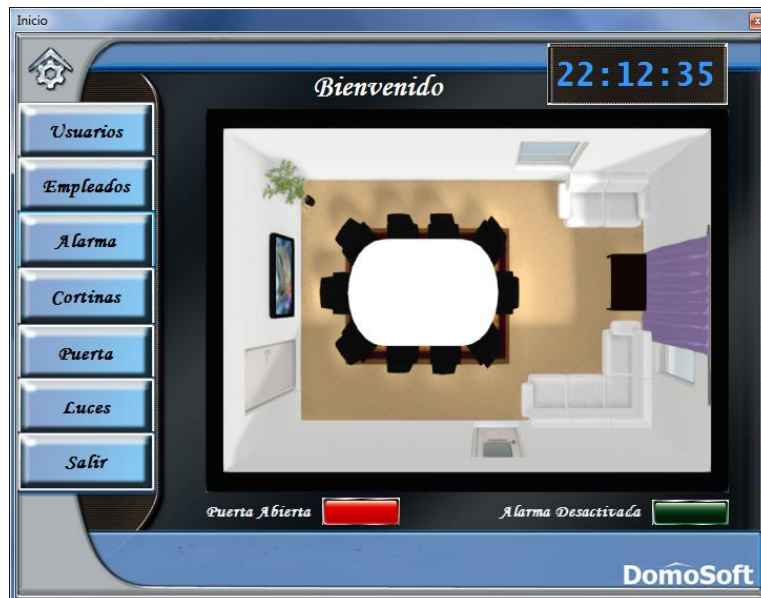 Inicio
Bienvenido
22:12:35
Usuarios
Empleados
Alarma
Cortinas
Puerta
Luces
Salir
Puerta Abierta
Alarma Desactivada
DomoSoft